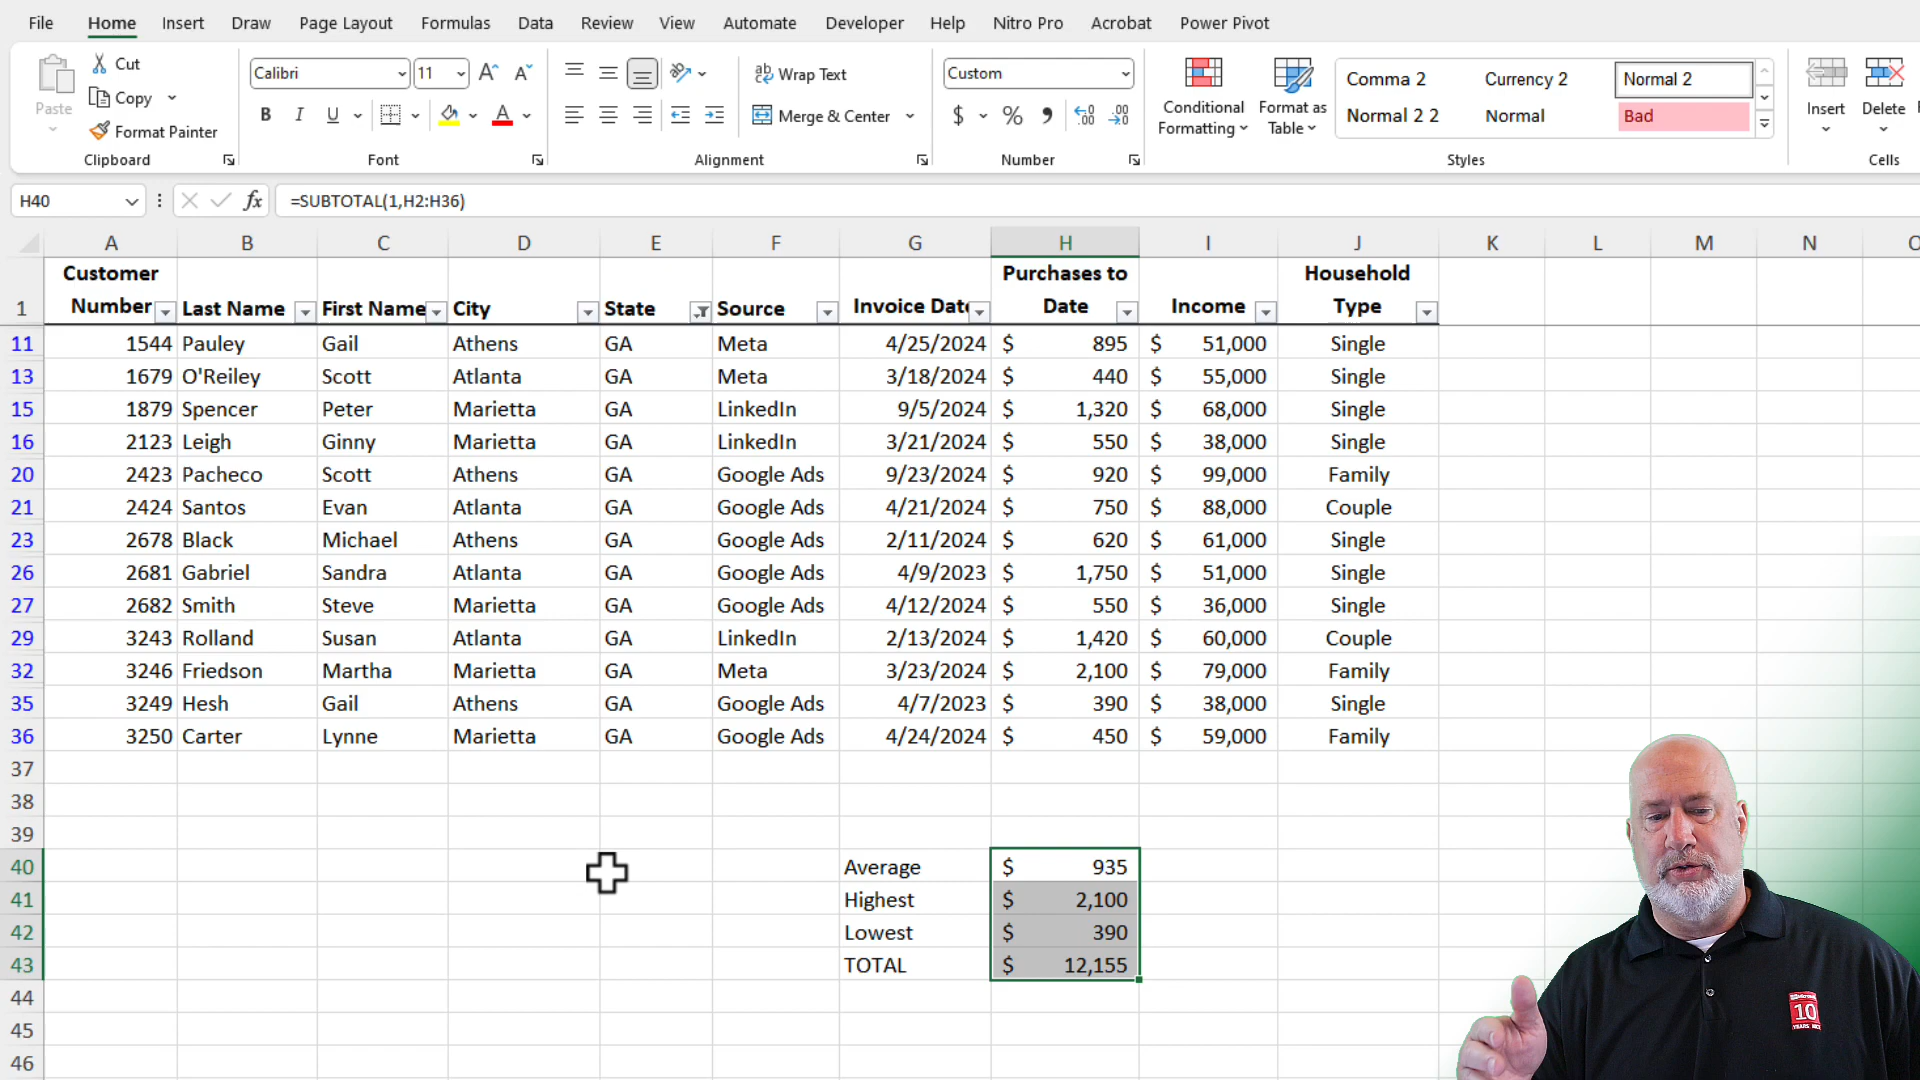 File Home Insert Draw Page Layout Formulas Data Review View Automate Developer Help Nitro Pro Acrobat Power Pivot
Paste
Cut
Copy
Format Painter
Clipboard
Calibri 11
B I U A
Font
Wrap Text
Merge & Center
Alignment
Custom
$ % ,
Number
Conditional Formatting
Format as Table
Comma 2 Currency 2 Normal 2
Normal 2 2 Normal Bad
Styles
Insert Delete
Cells
H40 fx =SUBTOTAL(1,H2:H36)
A B C D E F G H I J K L M N O
1 Customer Number Last Name First Name City State Source Invoice Date Purchases to Date Income Household Type
11 1544 Pauley Gail Athens GA Meta 4/25/2024 $ 895 $ 51,000 Single
13 1679 O'Reiley Scott Atlanta GA Meta 3/18/2024 $ 440 $ 55,000 Single
15 1879 Spencer Peter Marietta GA LinkedIn 9/5/2024 $ 1,320 $ 68,000 Single
16 2123 Leigh Ginny Marietta GA LinkedIn 3/21/2024 $ 550 $ 38,000 Single
20 2423 Pacheco Scott Athens GA Google Ads 9/23/2024 $ 920 $ 99,000 Family
21 2424 Santos Evan Atlanta GA Google Ads 4/21/2024 $ 750 $ 88,000 Couple
23 2678 Black Michael Athens GA Google Ads 2/11/2024 $ 620 $ 61,000 Single
26 2681 Gabriel Sandra Atlanta GA Google Ads 4/9/2023 $ 1,750 $ 51,000 Single
27 2682 Smith Steve Marietta GA Google Ads 4/12/2024 $ 550 $ 36,000 Single
29 3243 Rolland Susan Atlanta GA LinkedIn 2/13/2024 $ 1,420 $ 60,000 Couple
32 3246 Friedson Martha Marietta GA Meta 3/23/2024 $ 2,100 $ 79,000 Family
35 3249 Hesh Gail Athens GA Google Ads 4/7/2023 $ 390 $ 38,000 Single
36 3250 Carter Lynne Marietta GA Google Ads 4/24/2024 $ 450 $ 59,000 Family
37
38
39
40 Average $ 935
41 Highest $ 2,100
42 Lowest $ 390
43 TOTAL $ 12,155
44
45
46
10